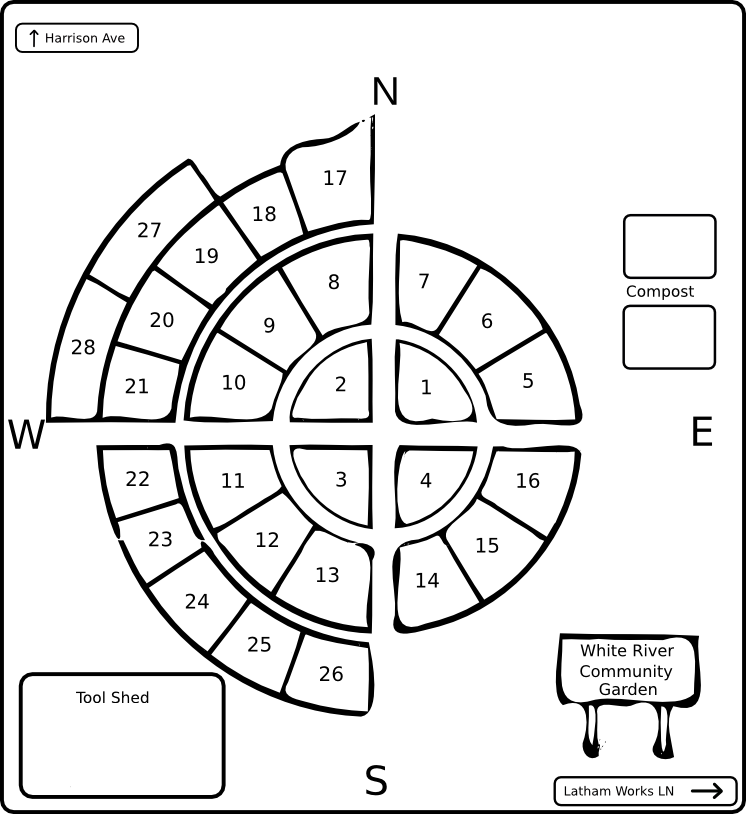 ↑ Harrison Ave
N
17
27
18
19
8
7
20
9
6
28
10
2
1
5
21
Compost
W
E
22
11
3
4
16
23
12
15
24
13
14
25
26
White River
Community
Garden
Tool Shed
S
Latham Works LN →